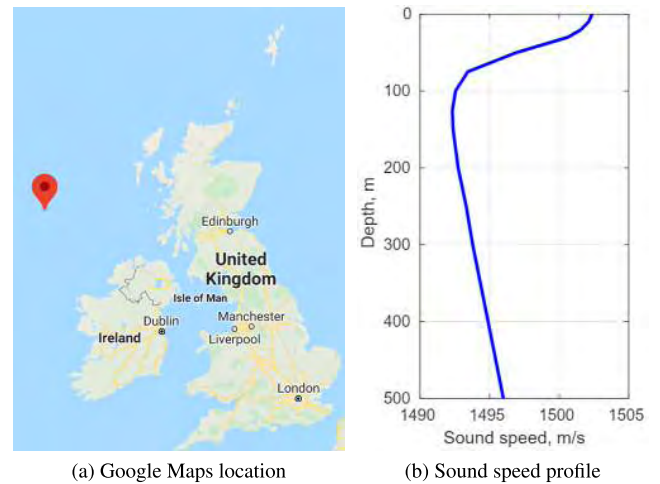 Edinburgh
United
Kingdom
Isle of Man
Manchester
Dublin
Ireland
Liverpool
London
(a) Google Maps location
0
100
200
300
400
500
Depth, m
1490
1495
1500
1505
Sound speed, m/s
(b) Sound speed profile